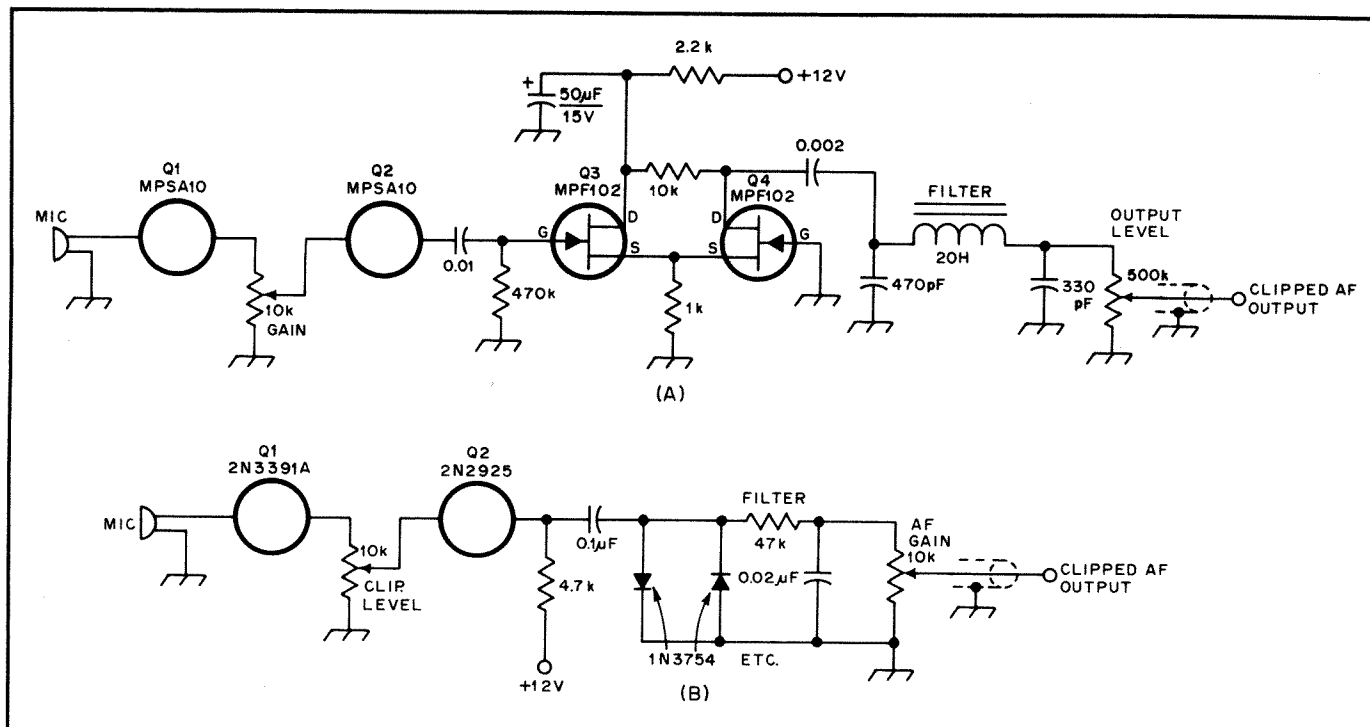 2.2 k
+12V
+
50µF
15V
Q1
MPSA10
Q2
MPSA10
Q3
MPF102
10k
Q4
MPF102
0.002
FILTER
OUTPUT
LEVEL
MIC
D
D
G
G
S
S
0.01
470k
1k
470pF
20H
330
pF
500k
CLIPPED AF
OUTPUT
10k
GAIN
(A)
Q1
2N3391A
Q2
2N2925
MIC
10k
CLIP
LEVEL
0.1µF
4.7k
+12V
FILTER
47k
0.02µF
AF
GAIN
10k
CLIPPED AF
OUTPUT
1N3754
ETC.
(B)